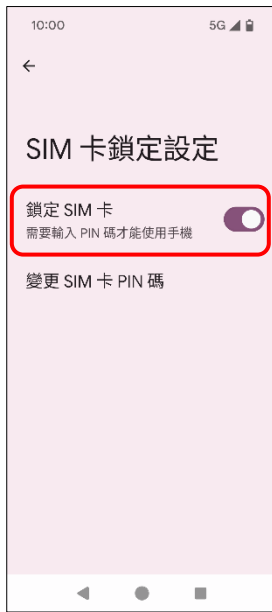 10:00 5G
SIM 卡鎖定設定
鎖定 SIM 卡
需要輸入 PIN 碼才能使用手機
變更 SIM 卡 PIN 碼